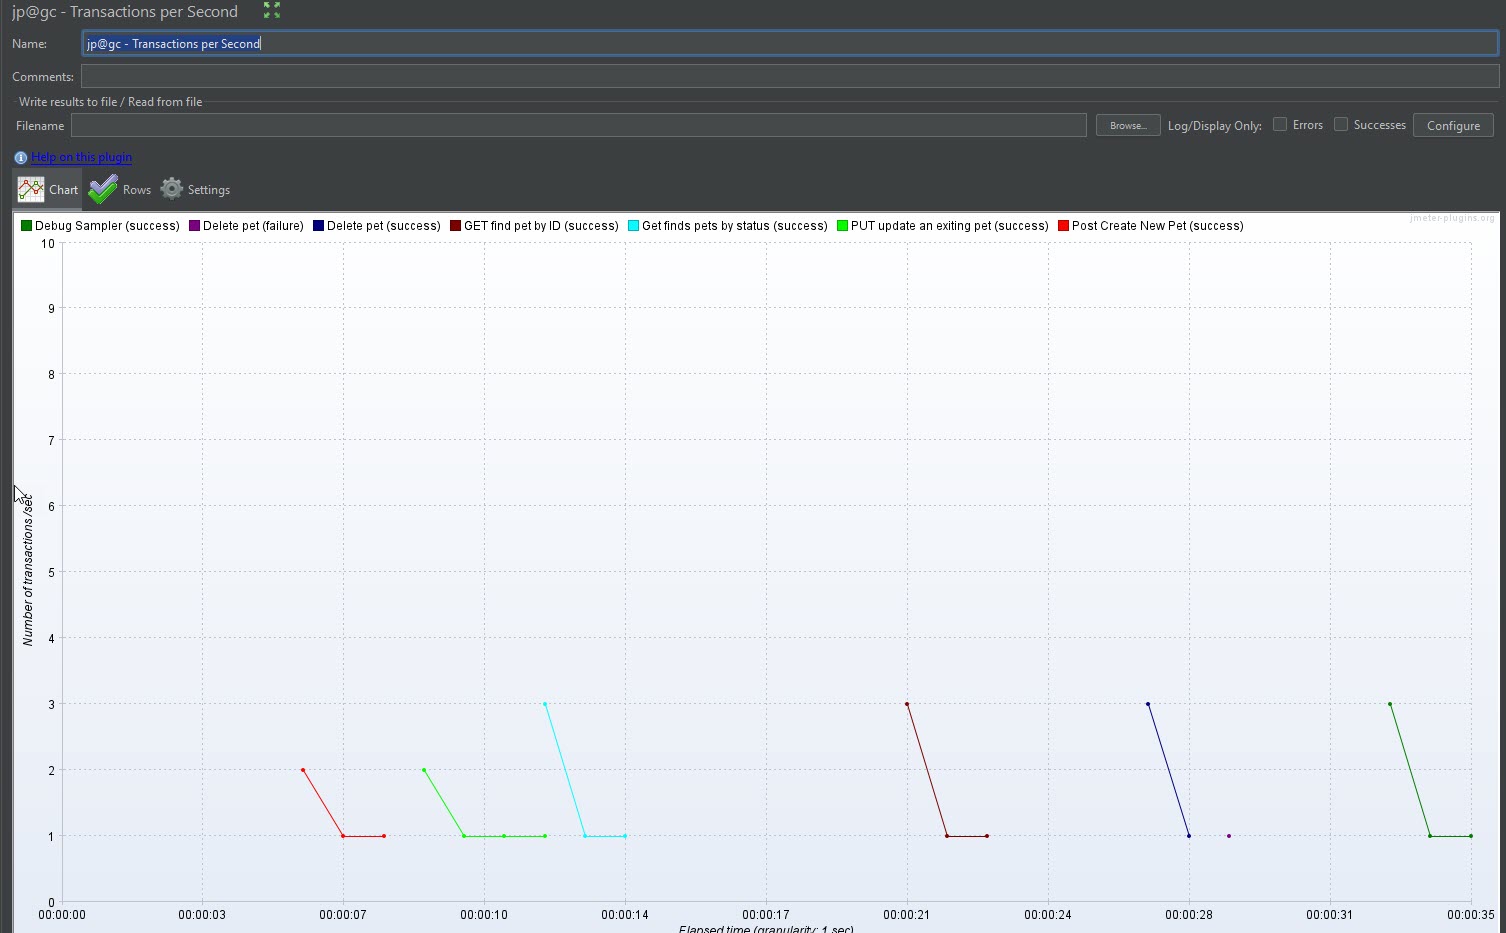 jp@gc - Transactions per Second
Name: jp@gc - Transactions per Second
Comments:
Write results to file / Read from file
Filename Browse... Log/Display Only: Errors Successes Configure
Help on this plugin
Chart Rows Settings
jmeter-plugins.org
Debug Sampler (success) Delete pet (failure) Delete pet (success) GET find pet by ID (success) Get finds pets by status (success) PUT update an exiting pet (success) Post Create New Pet (success)
10
9
8
7
6
5
4
3
2
1
0
Number of transactions /sec
00:00:00 00:00:03 00:00:07 00:00:10 00:00:14 00:00:17 00:00:21 00:00:24 00:00:28 00:00:31 00:00:35
Elapsed time (granularity: 1 sec)